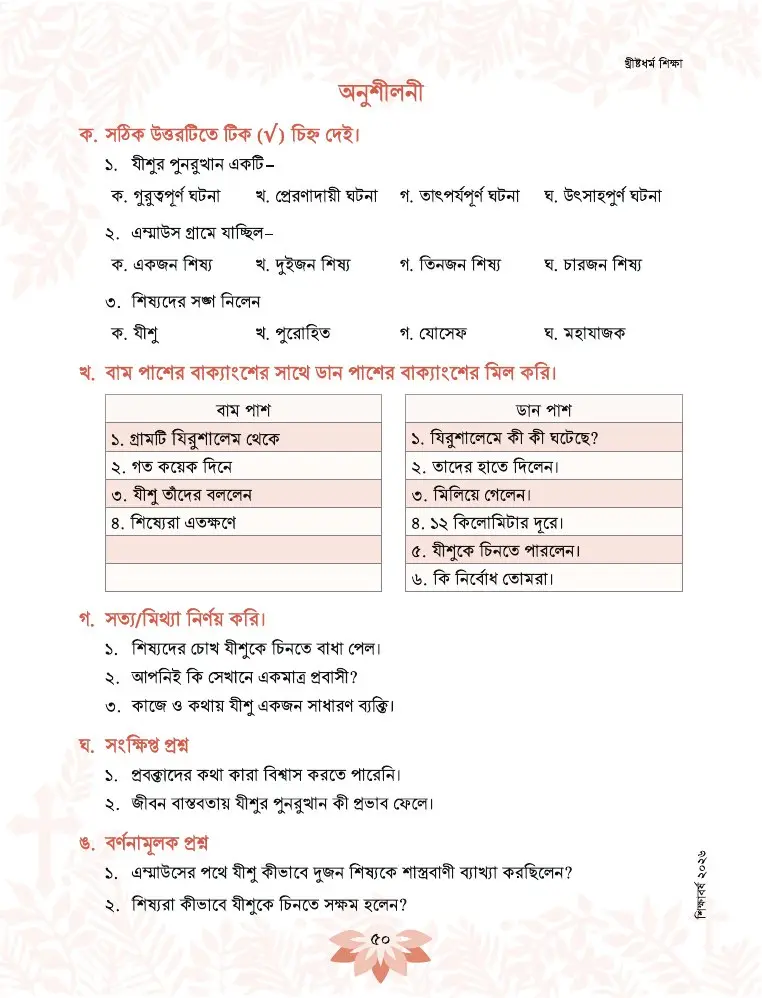 খ্রীষ্টধর্ম শিক্ষা
অনুশীলনী
ক. সঠিক উত্তরটিতে টিক (√) চিহ্ন দেই।
১. যীশুর পুনরুত্থান একটি–
ক. গুরুত্বপূর্ণ ঘটনা খ. প্রেরণাদায়ী ঘটনা গ. তাৎপর্যপূর্ণ ঘটনা ঘ. উৎসাহপুর্ণ ঘটনা
২. এম্মাউস গ্রামে যাচ্ছিল–
ক. একজন শিষ্য খ. দুইজন শিষ্য গ. তিনজন শিষ্য ঘ. চারজন শিষ্য
৩. শিষ্যদের সঙ্গ নিলেন
ক. যীশু খ. পুরোহিত গ. যোসেফ ঘ. মহাযাজক
খ. বাম পাশের বাক্যাংশের সাথে ডান পাশের বাক্যাংশের মিল করি।
বাম পাশ
১. গ্রামটি যিরুশালেম থেকে
২. গত কয়েক দিনে
৩. যীশু তাঁদের বললেন
৪. শিষ্যেরা এতক্ষণে
ডান পাশ
১. যিরুশালেমে কী কী ঘটেছে?
২. তাদের হাতে দিলেন।
৩. মিলিয়ে গেলেন।
৪. ১২ কিলোমিটার দূরে।
৫. যীশুকে চিনতে পারলেন।
৬. কি নির্বোধ তোমরা।
গ. সত্য/মিথ্যা নির্ণয় করি।
১. শিষ্যদের চোখ যীশুকে চিনতে বাধা পেল।
২. আপনিই কি সেখানে একমাত্র প্রবাসী?
৩. কাজে ও কথায় যীশু একজন সাধারণ ব্যক্তি।
ঘ. সংক্ষিপ্ত প্রশ্ন
১. প্রবক্তাদের কথা কারা বিশ্বাস করতে পারেনি।
২. জীবন বাস্তবতায় যীশুর পুনরুত্থান কী প্রভাব ফেলে।
ঙ. বর্ণনামূলক প্রশ্ন
১. এম্মাউসের পথে যীশু কীভাবে দুজন শিষ্যকে শাস্ত্রবাণী ব্যাখ্যা করছিলেন?
২. শিষ্যরা কীভাবে যীশুকে চিনতে সক্ষম হলেন?
শিক্ষাবর্ষ ২০২৬
৫০